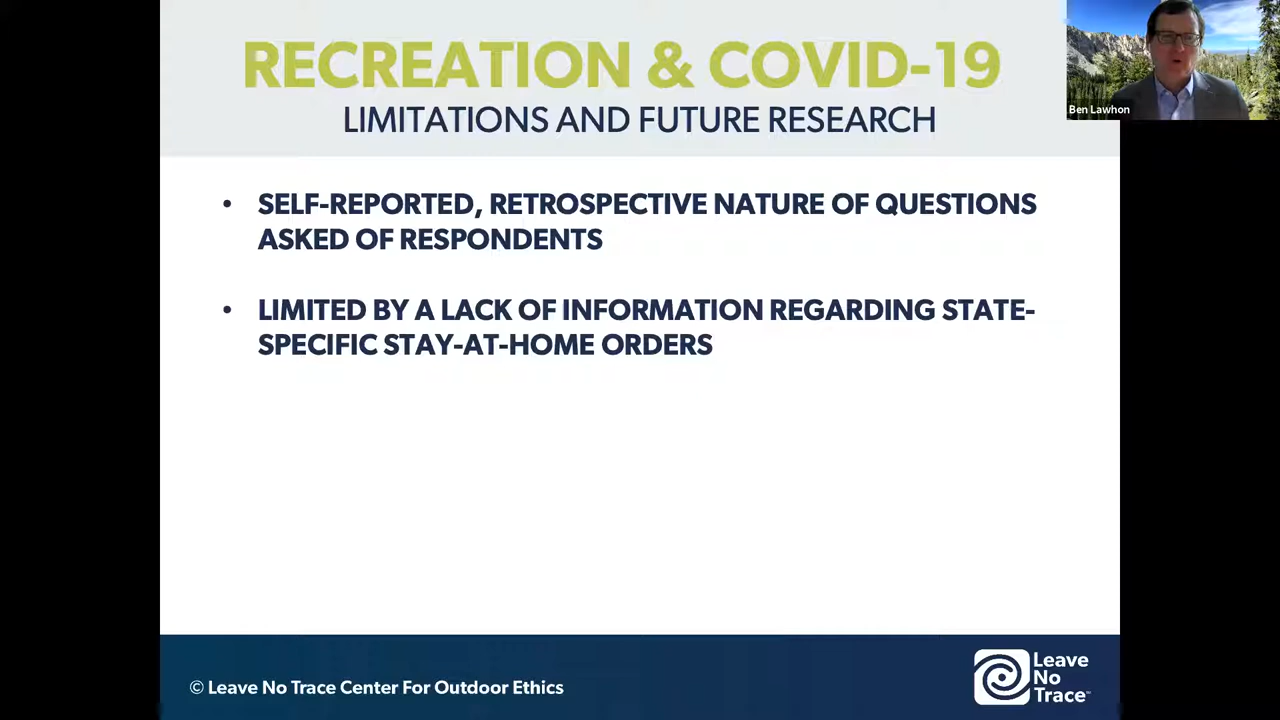 RECREATION & COVID-19
LIMITATIONS AND FUTURE RESEARCH
Ben Lawhon
• SELF-REPORTED, RETROSPECTIVE NATURE OF QUESTIONS
ASKED OF RESPONDENTS
• LIMITED BY A LACK OF INFORMATION REGARDING STATE-
SPECIFIC STAY-AT-HOME ORDERS
© Leave No Trace Center For Outdoor Ethics
Leave
No
Trace™